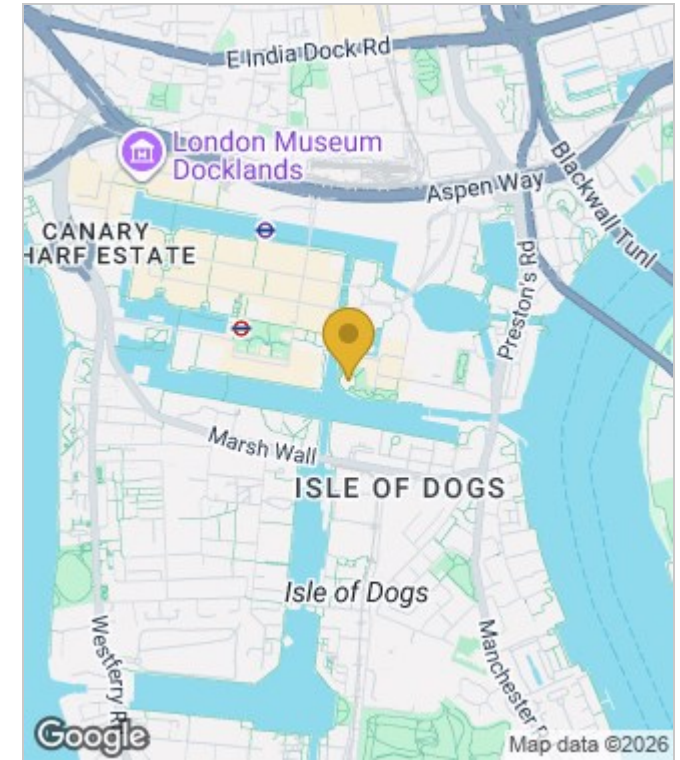 E India Dock Rd
London Museum
Docklands
Aspen Way
Blackwall Tunl
CANARY
HARF ESTATE
Preston's Rd
Marsh Wall
ISLE OF DOGS
Isle of Dogs
Westferry R
Manchester R
Google
Map data ©2026